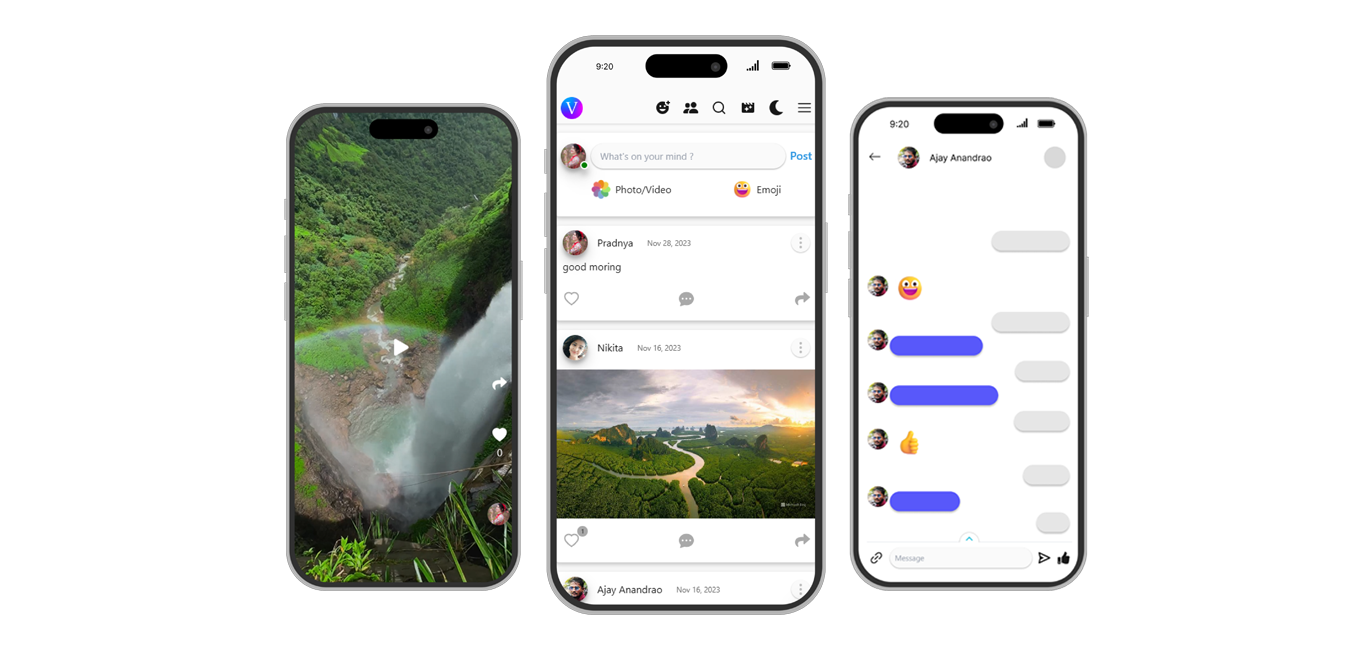 0
9:20
V
What's on your mind ?
Post
Photo/Video
Emoji
Pradnya Nov 28, 2023
good moring
Nikita Nov 16, 2023
1
Ajay Anandrao Nov 16, 2023
9:20
Ajay Anandrao
Message